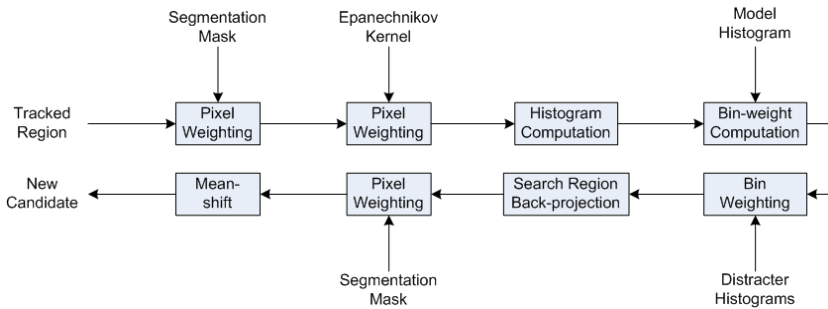 Segmentation
Mask
Epanechnikov
Kernel
Model
Histogram
Tracked
Region
Pixel
Weighting
Pixel
Weighting
Histogram
Computation
Bin-weight
Computation
New
Candidate
Mean-
shift
Pixel
Weighting
Search Region
Back-projection
Bin
Weighting
Segmentation
Mask
Distracter
Histograms